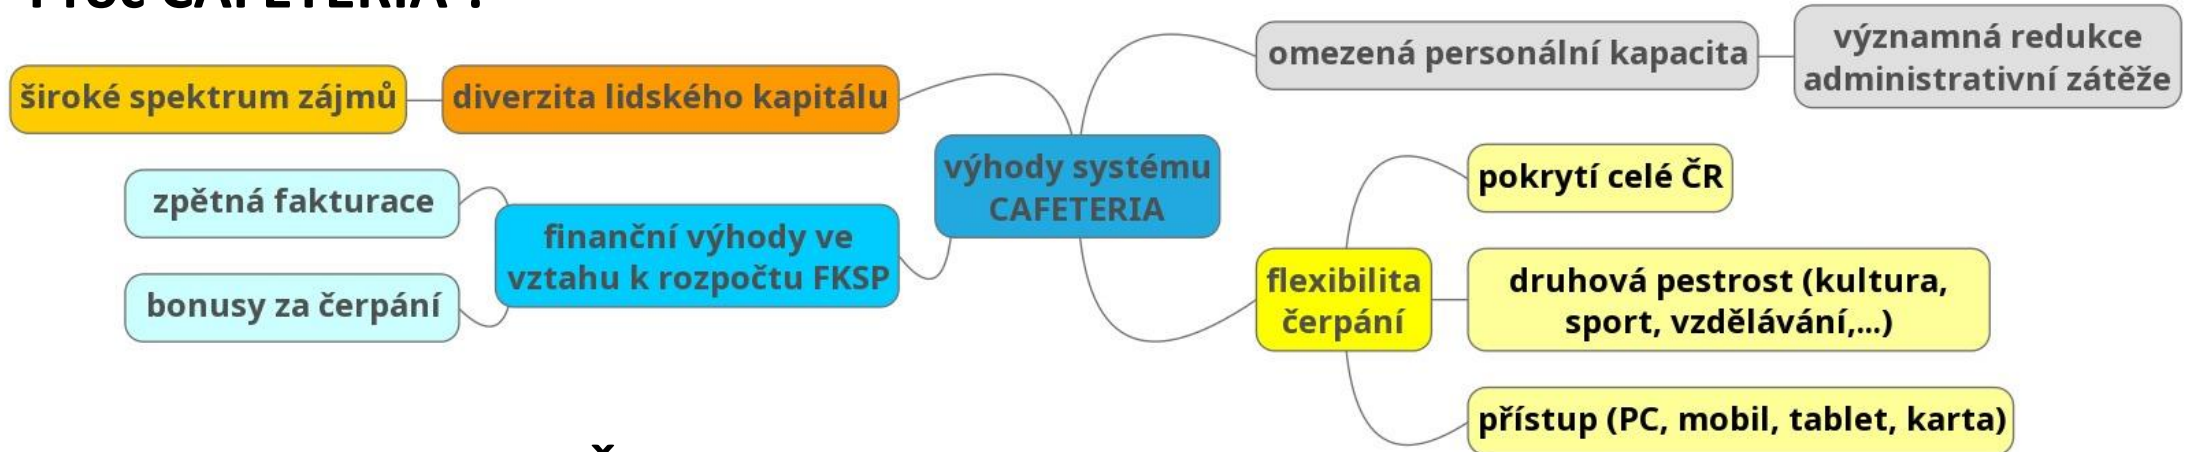 CAFETERIA
široké spektrum zájmů
diverzita lidského kapitálu
zpětná fakturace
bonusy za čerpání
finanční výhody ve
vztahu k rozpočtu FKSP
výhody systému
CAFETERIA
omezená personální kapacita
významná redukce
administrativní zátěže
flexibilita
čerpání
pokrytí celé ČR
druhová pestrost (kultura,
sport, vzdělávání,...)
přístup (PC, mobil, tablet, karta)